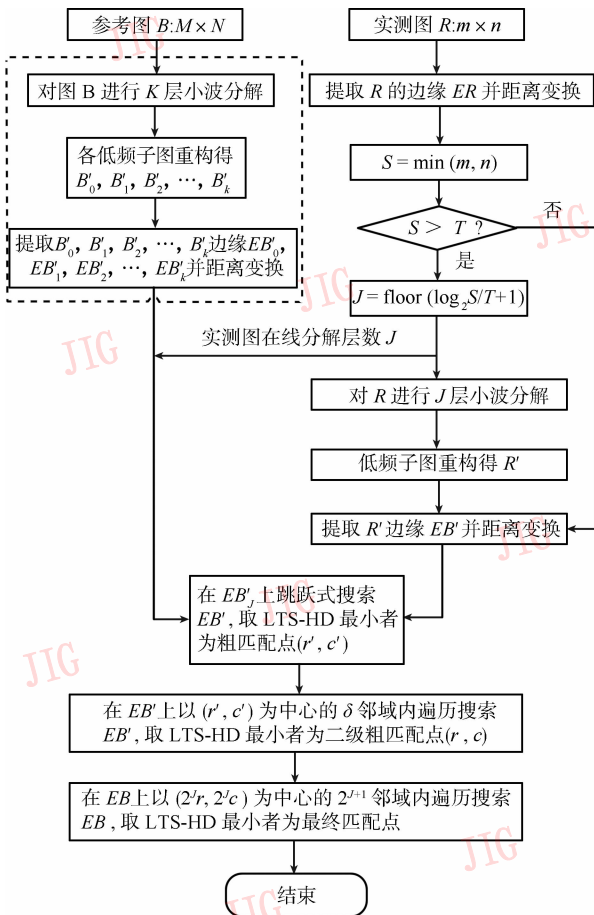 参考图 B:M×N
对图 B 进行 K 层小波分解
各低频子图重构得
B′₀, B′₁, B′₂, …, B′ₖ
提取B′₀, B′₁, B′₂, …, B′ₖ边缘EB′₀,
EB′₁, EB′₂, …, EB′ₖ并距离变换
实测图 R:m×n
提取 R 的边缘 ER 并距离变换
S = min (m, n)
S > T ?
否
是
J = floor (log₂S/T+1)
实测图在线分解层数 J
对 R 进行 J 层小波分解
低频子图重构得 R′
提取 R′边缘 EB′并距离变换
在 EB′_J上跳跃式搜索
EB′, 取 LTS-HD 最小者
为粗匹配点(r′, c′)
在 EB′上以 (r′, c′) 为中心的 δ 邻域内遍历搜索
EB′, 取 LTS-HD 最小者为二级粗匹配点(r, c)
在 EB上以 (2ᴶr, 2ᴶc) 为中心的 2ᴶ⁺¹ 邻域内遍历搜索
EB, 取 LTS-HD 最小者为最终匹配点
结束
JIG
JIG
JIG
JIG
JIG
JIG
JIG
JIG
JIG